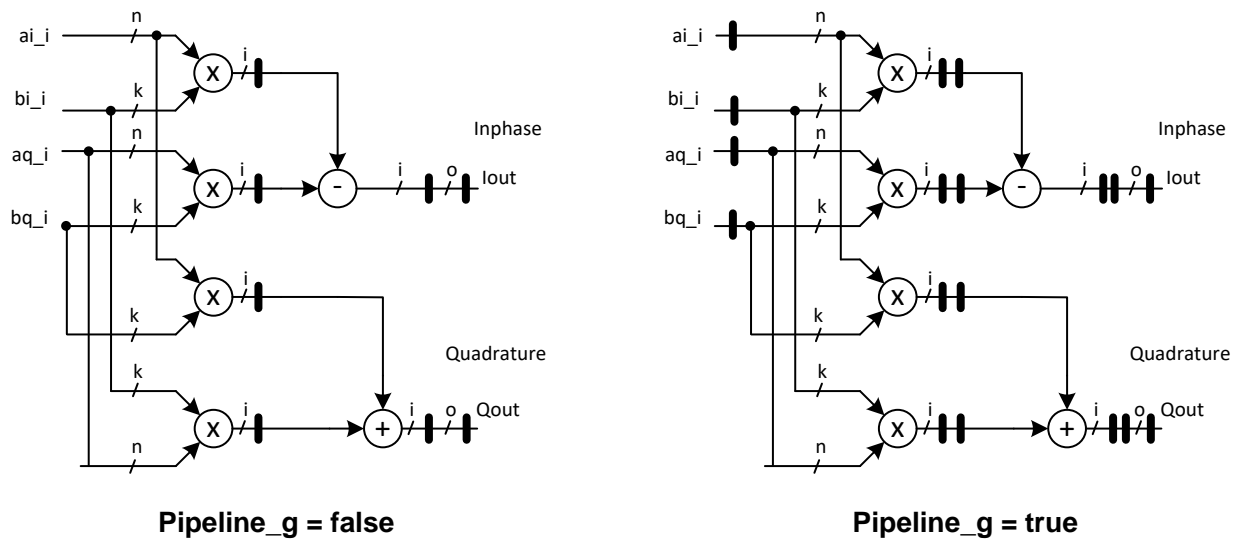 n
ai_i
i
X
bi_i
k
n
Inphase
aq_i
i
i
o
Iout
X
-
bq_i
k
i
X
k
Quadrature
k
i
i
o
Qout
X
+
n
Pipeline_g = false
n
ai_i
i
X
bi_i
k
n
Inphase
aq_i
i
i
o
Iout
X
-
bq_i
k
i
X
k
Quadrature
k
i
i
o
Qout
X
+
n
Pipeline_g = true